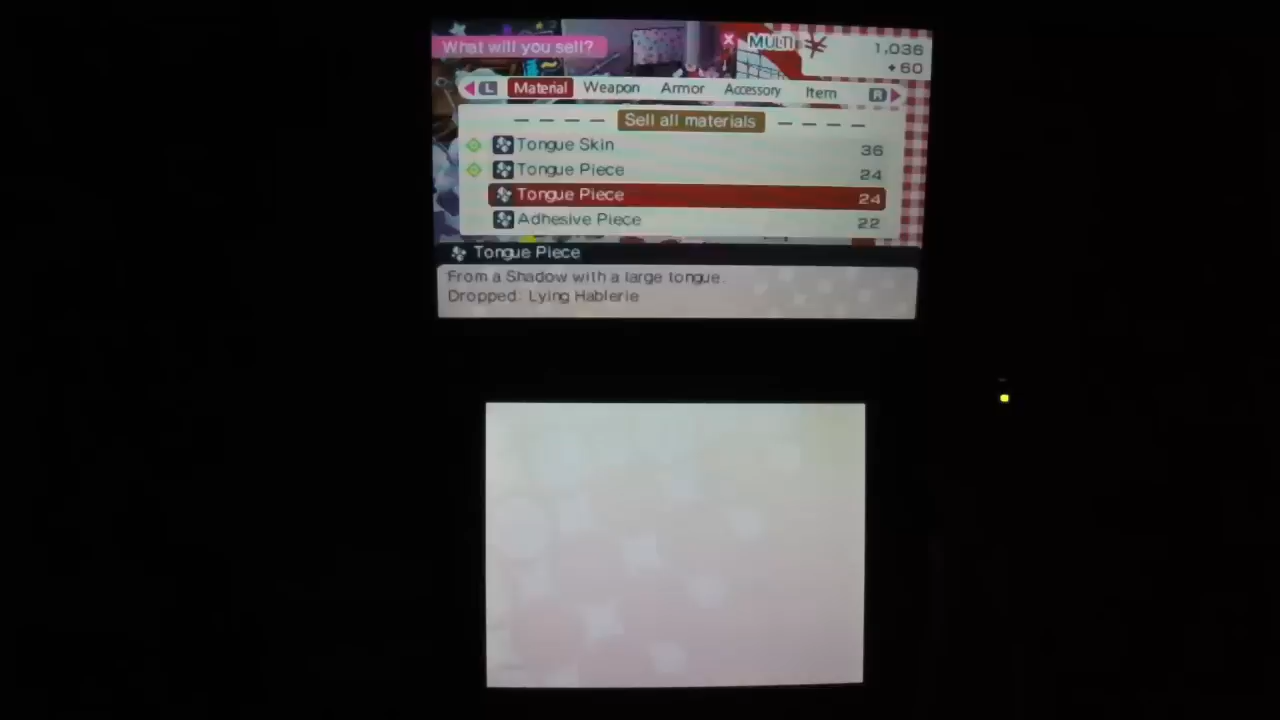 What will you sell?
X MULTI
1,036
+60
L Material Weapon Armor Accessory Item R
Sell all materials
Tongue Skin 36
Tongue Piece 24
Tongue Piece 24
Adhesive Piece 22
Tongue Piece
From a Shadow with a large tongue.
Dropped: Lying Hablerie